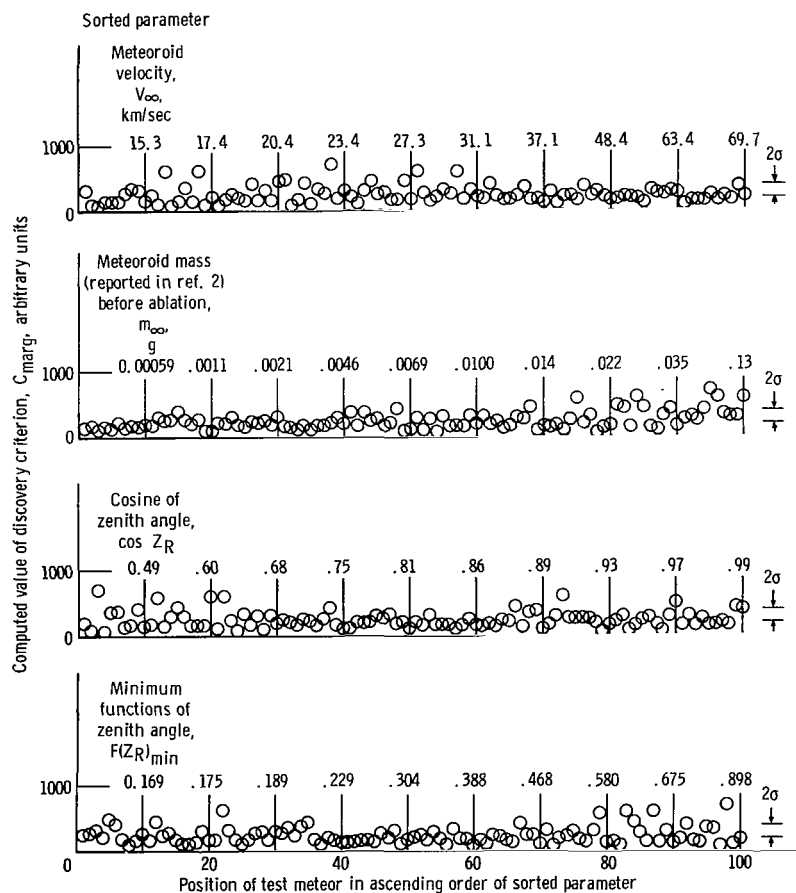 Sorted parameter
Meteoroid
velocity,
V∞,
km/sec
15.3 17.4 20.4 23.4 27.3 31.1 37.1 48.4 63.4 69.7
1000
2σ
0
Meteoroid mass
(reported in ref. 2)
before ablation,
m∞,
g
0.00059 .0011 .0021 .0046 .0069 .0100 .014 .022 .035 .13
1000
2σ
0
Cosine of
zenith angle,
cos ZR
0.49 .60 .68 .75 .81 .86 .89 .93 .97 .99
1000
2σ
0
Minimum
functions of
zenith angle,
F(ZR)min
0.169 .175 .189 .229 .304 .388 .468 .580 .675 .898
1000
2σ
0
20 40 60 80 100
Position of test meteor in ascending order of sorted parameter
Computed value of discovery criterion, Cmarg, arbitrary units